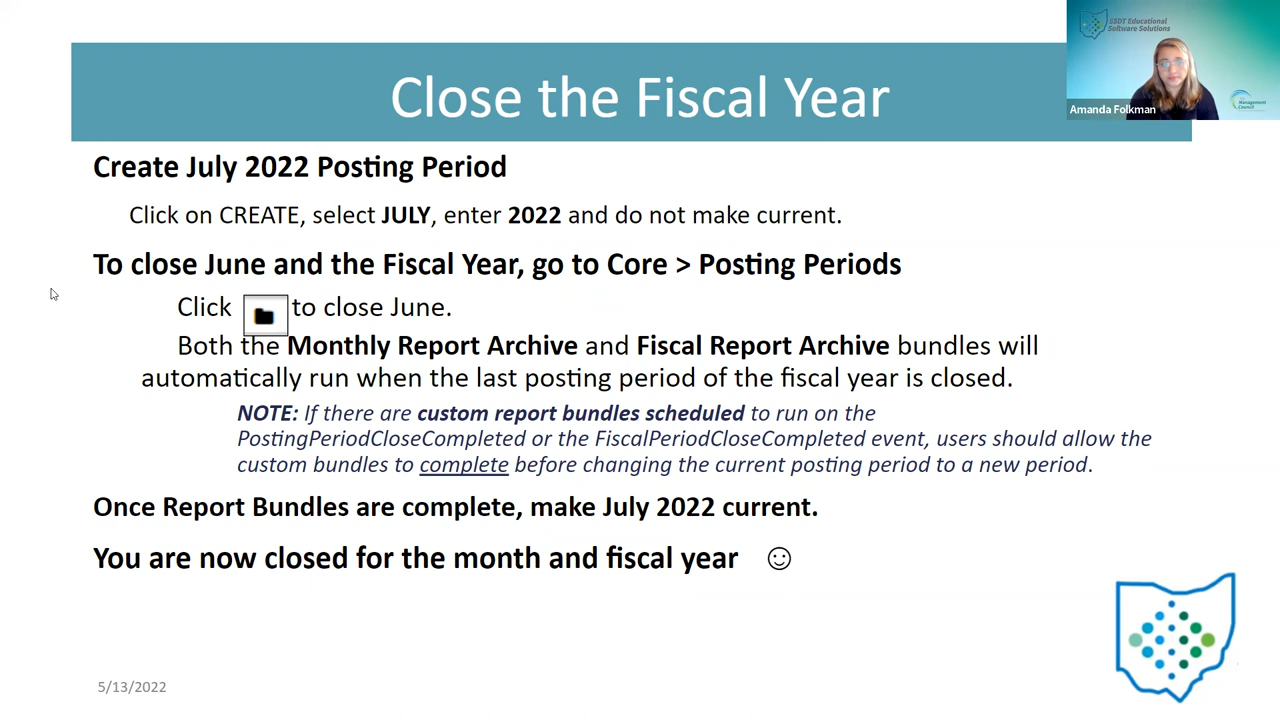 SSDT Educational
Software Solutions
Amanda Folkman
Management
Council
Close the Fiscal Year
Create July 2022 Posting Period
Click on CREATE, select JULY, enter 2022 and do not make current.
To close June and the Fiscal Year, go to Core > Posting Periods
Click to close June.
Both the Monthly Report Archive and Fiscal Report Archive bundles will
automatically run when the last posting period of the fiscal year is closed.
NOTE: If there are custom report bundles scheduled to run on the
PostingPeriodCloseCompleted or the FiscalPeriodCloseCompleted event, users should allow the
custom bundles to complete before changing the current posting period to a new period.
Once Report Bundles are complete, make July 2022 current.
You are now closed for the month and fiscal year ☺
5/13/2022